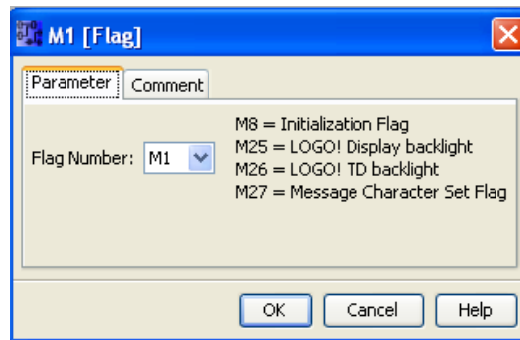 M1 [Flag]
Parameter
Comment
Flag Number: M1
M8 = Initialization Flag
M25 = LOGO! Display backlight
M26 = LOGO! TD backlight
M27 = Message Character Set Flag
OK
Cancel
Help